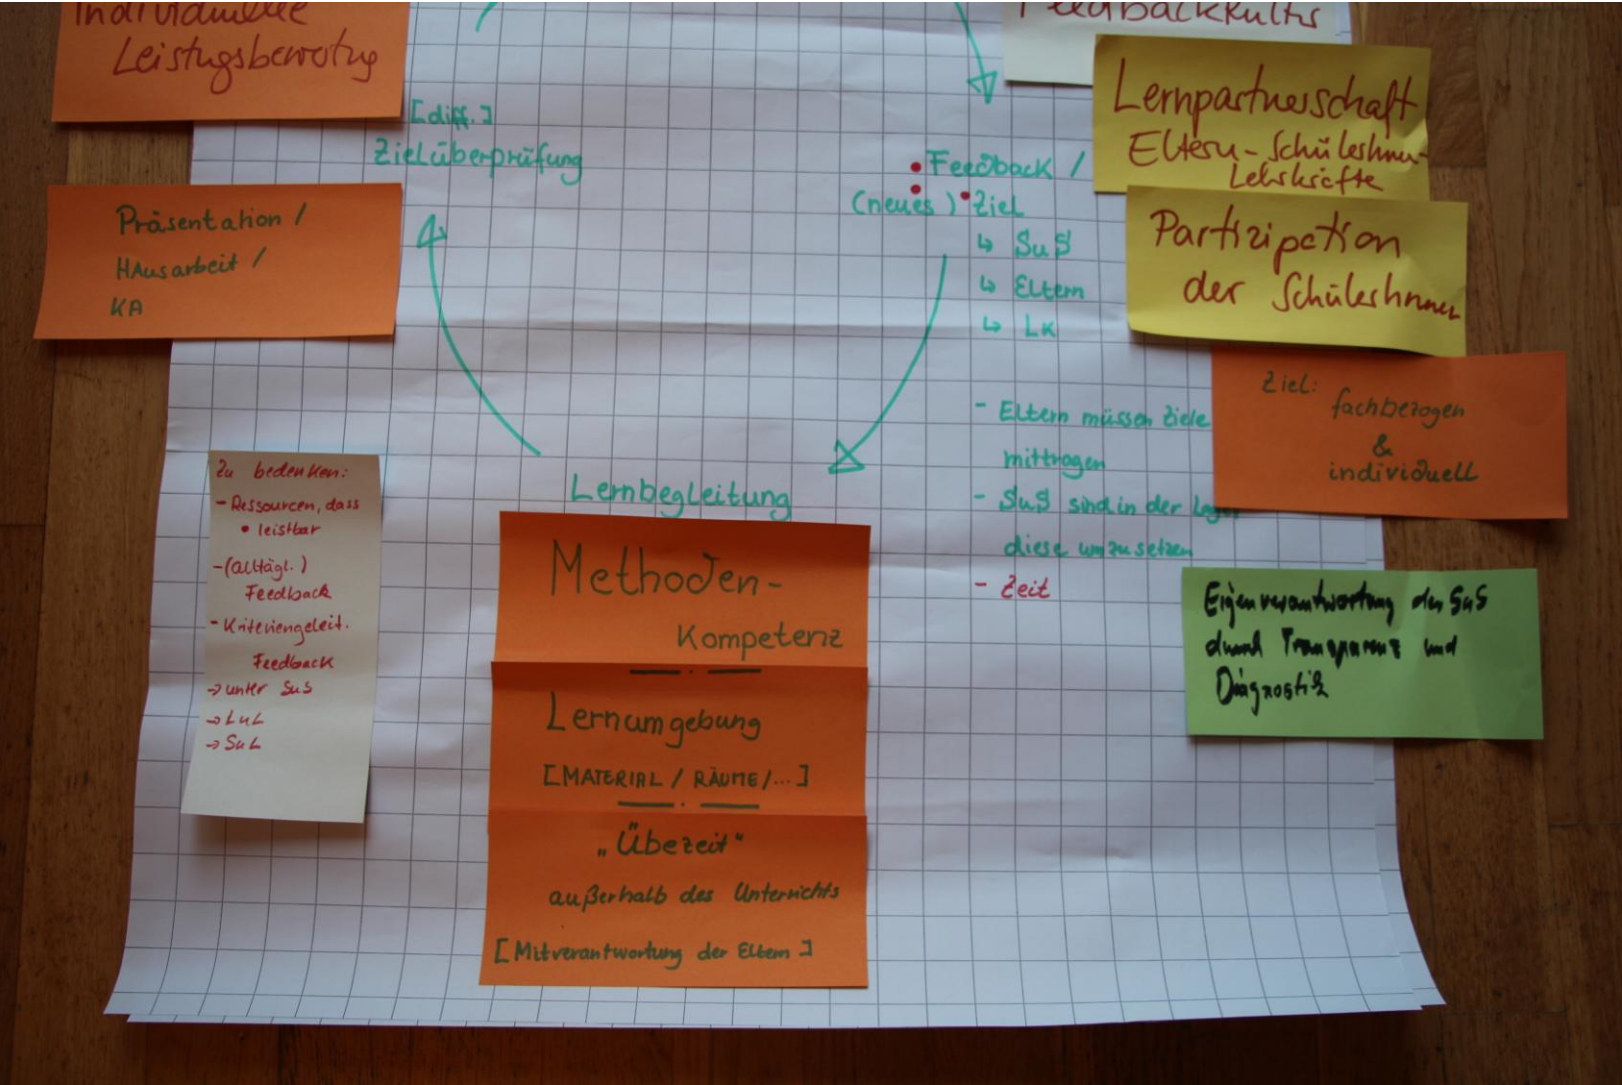 Individuelle
Leistungsbewertung
Feedbackkultur
Lernpartnerschaft
Eltern-SchülerInnen-
Lehrkräfte
[diff.]
Zielüberprüfung
Feedback /
(neues) Ziel
↳ SuS
↳ Eltern
↳ LK
Partizipation
der SchülerInnen
Präsentation /
HAusarbeit /
KA
Ziel:
fachbezogen
&
individuell
- Eltern müssen Ziele
mittragen
- SuS sind in der Lage,
diese umzusetzen
- Zeit
Zu bedenken:
- Ressourcen, dass
• leistbar
- (alltägl.)
Feedback
- Kriteriengeleit.
Feedback
→ unter SuS
→ LuL
→ SuL
Lernbegleitung
Methoden-
Kompetenz
Lernumgebung
[MATERIAL / RÄUME /...]
„Übezeit"
außerhalb des Unterrichts
[Mitverantwortung der Eltern]
Eigenverantwortung der SuS
durch Transparenz und
Diagnostik